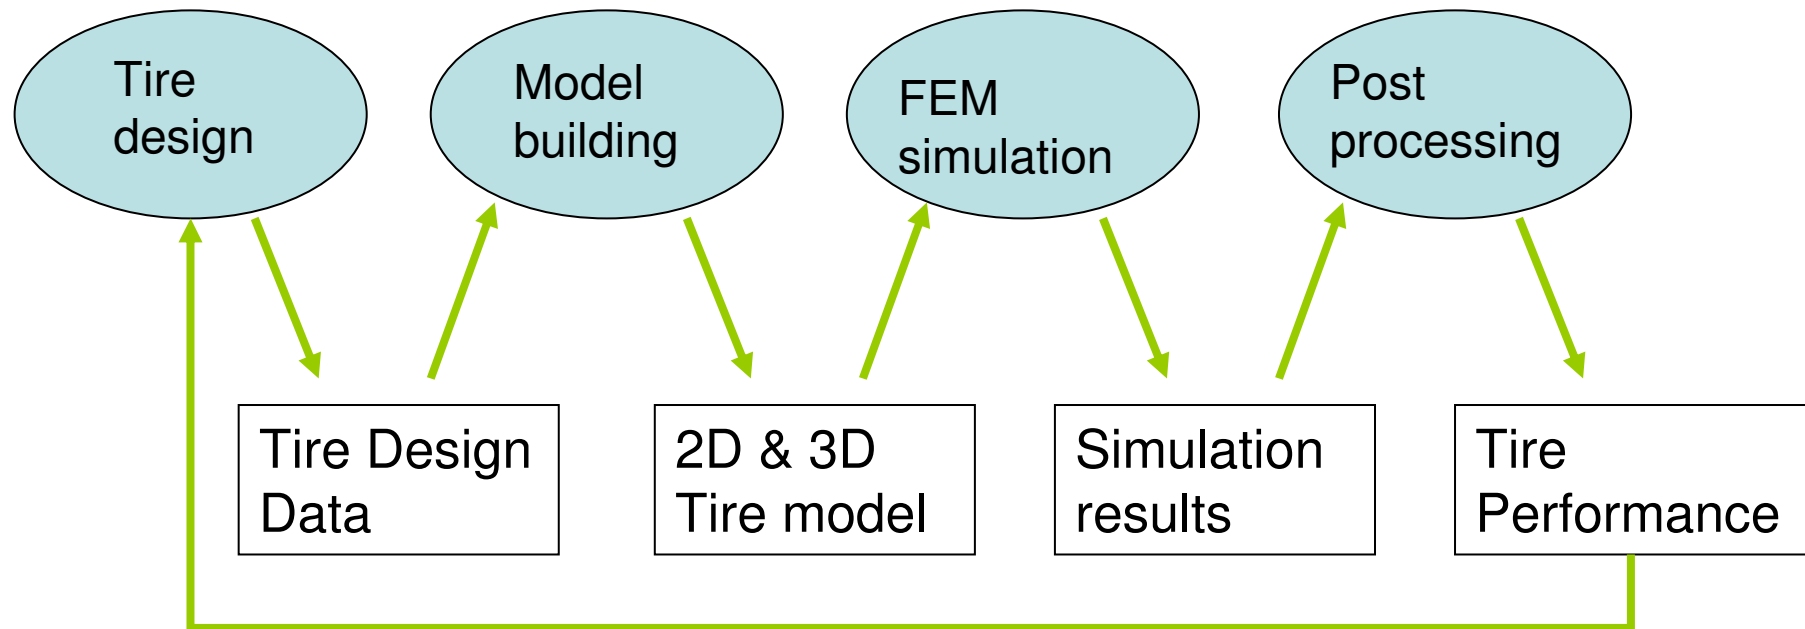 Tire
design
Model
building
FEM
simulation
Post
processing
Tire Design
Data
2D & 3D
Tire model
Simulation
results
Tire
Performance